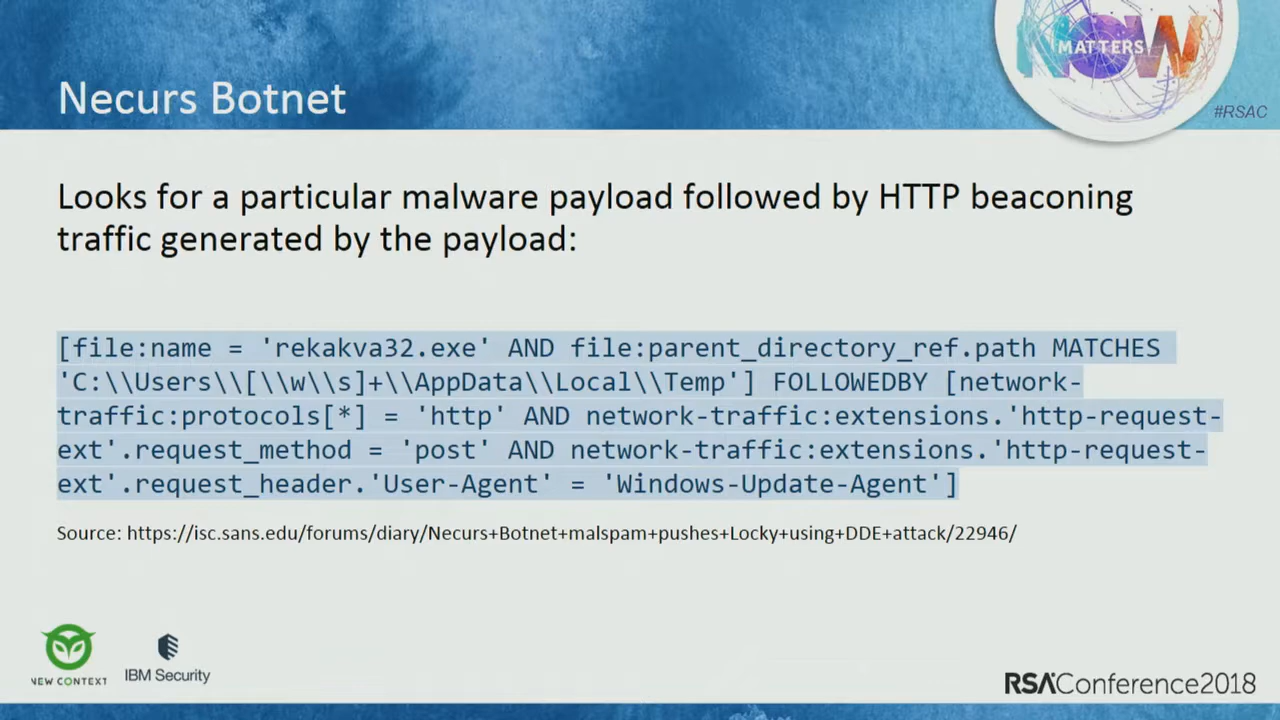 NOW
MATTERS
#RSAC
Necurs Botnet
Looks for a particular malware payload followed by HTTP beaconing
traffic generated by the payload:
[file:name = 'rekakva32.exe' AND file:parent_directory_ref.path MATCHES
'C:\\Users\\[\\w\\s]+\\AppData\\Local\\Temp'] FOLLOWEDBY [network-
traffic:protocols[*] = 'http' AND network-traffic:extensions.'http-request-
ext'.request_method = 'post' AND network-traffic:extensions.'http-request-
ext'.request_header.'User-Agent' = 'Windows-Update-Agent']
Source: https://isc.sans.edu/forums/diary/Necurs+Botnet+malspam+pushes+Locky+using+DDE+attack/22946/
NEW CONTEXT
IBM Security
RSAConference2018